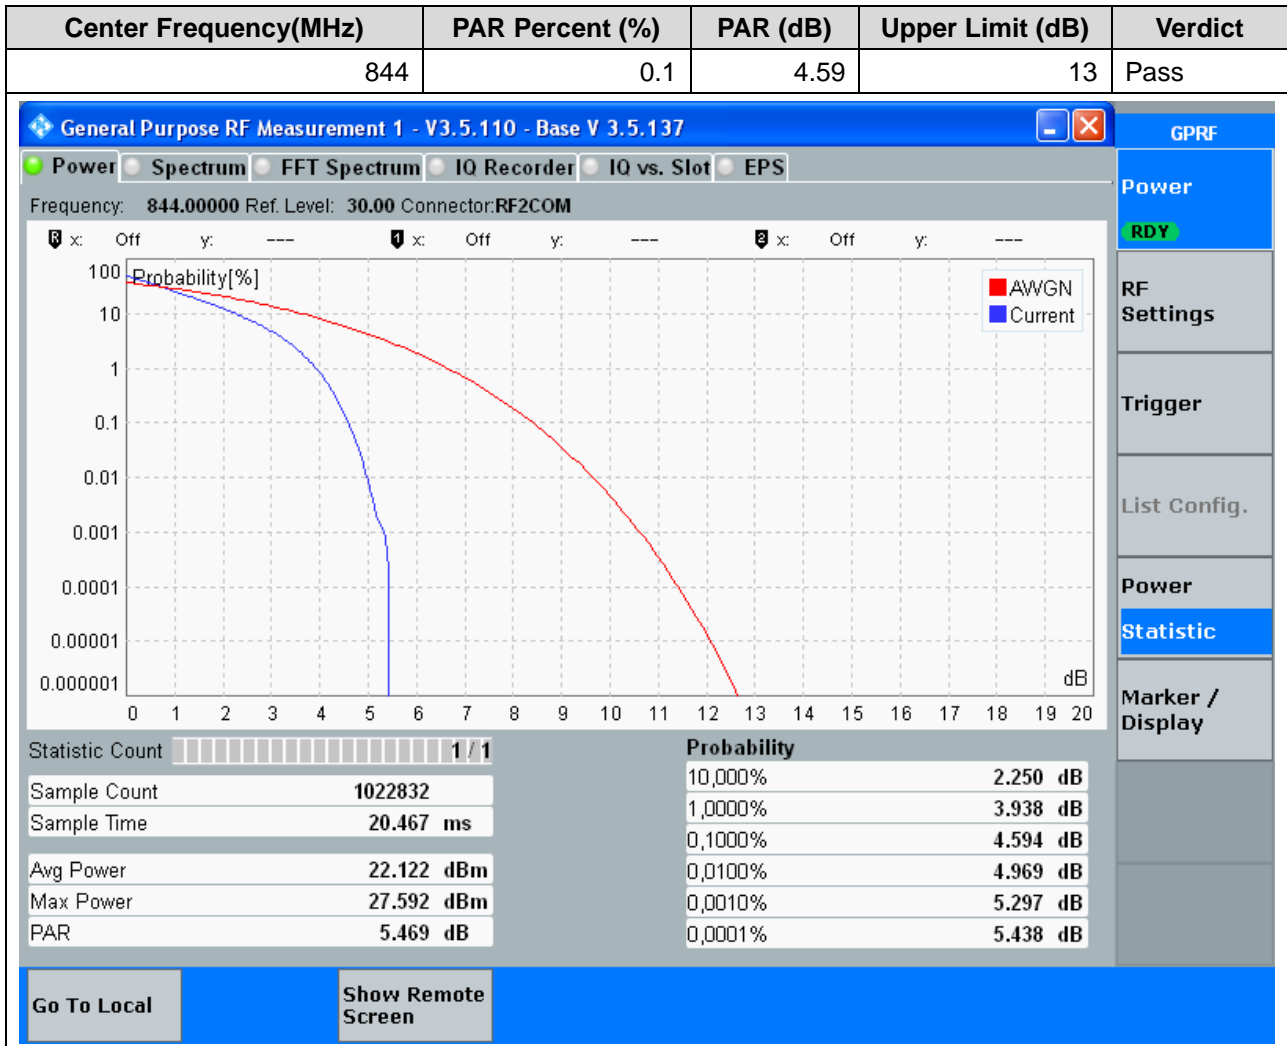 Center Frequency(MHz) PAR Percent (%) PAR (dB) Upper Limit (dB) Verdict
844 0.1 4.59 13 Pass
General Purpose RF Measurement 1 - V3.5.110 - Base V 3.5.137
GPRF
Power Spectrum FFT Spectrum IQ Recorder IQ vs. Slot EPS
Frequency: 844.00000 Ref. Level: 30.00 Connector:RF2COM
R x: Off y: --- 1 x: Off y: --- 2 x: Off y: ---
Probability[%]
100
10
1
0.1
0.01
0.001
0.0001
0.00001
0.000001
AWGN
Current
dB
0 1 2 3 4 5 6 7 8 9 10 11 12 13 14 15 16 17 18 19 20
Statistic Count 1 / 1
Sample Count 1022832
Sample Time 20.467 ms
Avg Power 22.122 dBm
Max Power 27.592 dBm
PAR 5.469 dB
Probability
10,000% 2.250 dB
1,0000% 3.938 dB
0,1000% 4.594 dB
0,0100% 4.969 dB
0,0010% 5.297 dB
0,0001% 5.438 dB
Power
RDY
RF
Settings
Trigger
List Config.
Power
Statistic
Marker /
Display
Go To Local
Show Remote
Screen